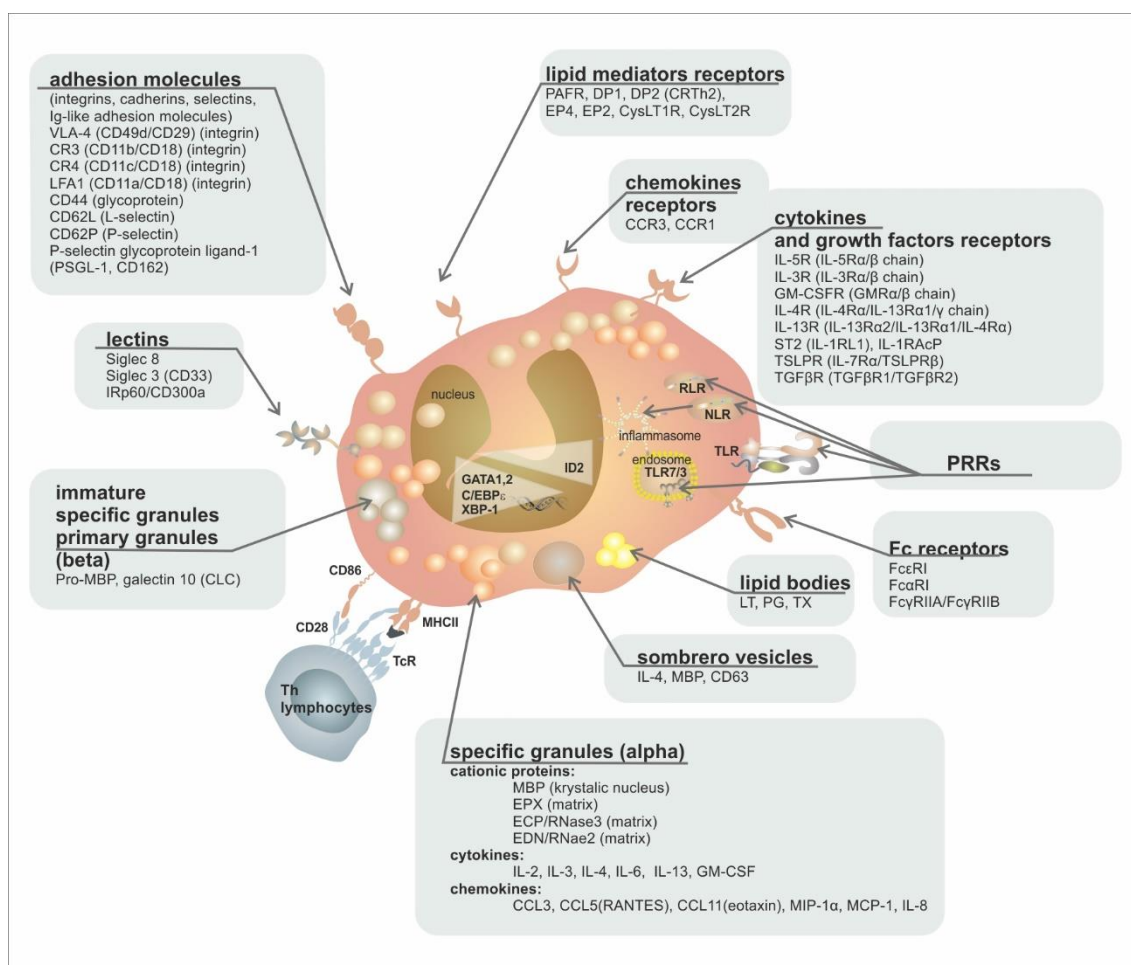 adhesion molecules
(integrins, cadherins, selectins,
Ig-like adhesion molecules)
VLA-4 (CD49d/CD29) (integrin)
CR3 (CD11b/CD18) (integrin)
CR4 (CD11c/CD18) (integrin)
LFA1 (CD11a/CD18) (integrin)
CD44 (glycoprotein)
CD62L (L-selectin)
CD62P (P-selectin)
P-selectin glycoprotein ligand-1
(PSGL-1, CD162)
lipid mediators receptors
PAFR, DP1, DP2 (CRTh2),
EP4, EP2, CysLT1R, CysLT2R
chemokines
receptors
CCR3, CCR1
cytokines
and growth factors receptors
IL-5R (IL-5Rα/β chain)
IL-3R (IL-3Rα/β chain)
GM-CSFR (GMRα/β chain)
IL-4R (IL-4Rα/IL-13Rα1/γ chain)
IL-13R (IL-13Rα2/IL-13Rα1/IL-4Rα)
ST2 (IL-1RL1), IL-1RAcP
TSLPR (IL-7Rα/TSLPRβ)
TGFβR (TGFβR1/TGFβR2)
lectins
Siglec 8
Siglec 3 (CD33)
IRp60/CD300a
nucleus
RLR
NLR
inflammasome
TLR
endosome
TLR7/3
ID2
GATA1,2
C/EBPε
XBP-1
PRRs
immature
specific granules
primary granules
(beta)
Pro-MBP, galectin 10 (CLC)
Fc receptors
FcεRI
FcαRI
FcγRIIA/FcγRIIB
lipid bodies
LT, PG, TX
CD86
CD28
MHCII
TcR
Th
lymphocytes
sombrero vesicles
IL-4, MBP, CD63
specific granules (alpha)
cationic proteins:
MBP (krystalic nucleus)
EPX (matrix)
ECP/RNase3 (matrix)
EDN/RNae2 (matrix)
cytokines:
IL-2, IL-3, IL-4, IL-6, IL-13, GM-CSF
chemokines:
CCL3, CCL5(RANTES), CCL11(eotaxin), MIP-1α, MCP-1, IL-8